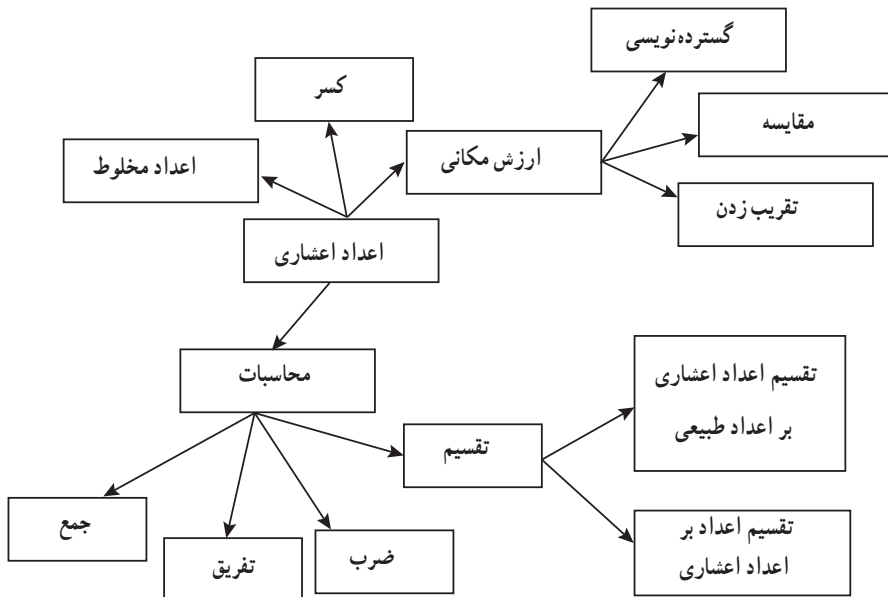 گسترده‌نویسی
کسر
مقایسه
ارزش مکانی
اعداد مخلوط
تقریب زدن
اعداد اعشاری
محاسبات
تقسیم اعداد اعشاری
بر اعداد طبیعی
تقسیم
جمع
تفریق
ضرب
تقسیم اعداد بر
اعداد اعشاری